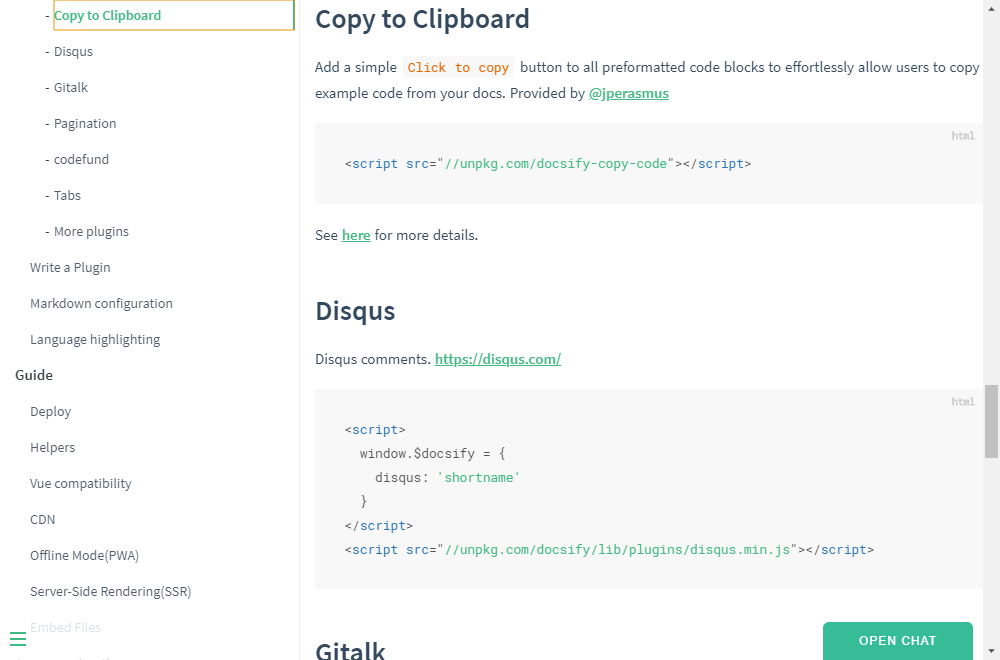 - Copy to Clipboard
- Disqus
- Gitalk
- Pagination
- codefund
- Tabs
- More plugins
Write a Plugin
Markdown configuration
Language highlighting
Guide
Deploy
Helpers
Vue compatibility
CDN
Offline Mode(PWA)
Server-Side Rendering(SSR)
Embed Files
Copy to Clipboard
Add a simple Click to copy button to all preformatted code blocks to effortlessly allow users to copy
example code from your docs. Provided by @jperasmus
html
<script src="//unpkg.com/docsify-copy-code"></script>
See here for more details.
Disqus
Disqus comments. https://disqus.com/
html
<script>
window.$docsify = {
disqus: 'shortname'
}
</script>
<script src="//unpkg.com/docsify/lib/plugins/disqus.min.js"></script>
Gitalk
OPEN CHAT